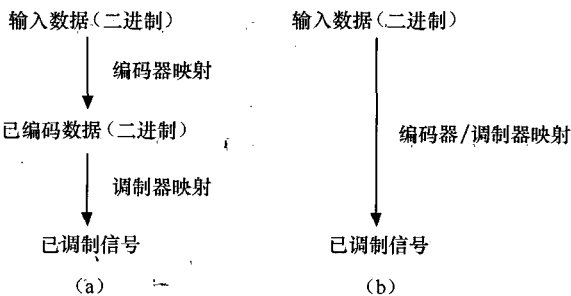 输入数据(二进制)
编码器映射
已编码数据(二进制)
调制器映射
已调制信号
(a)
输入数据(二进制)
编码器/调制器映射
已调制信号
(b)